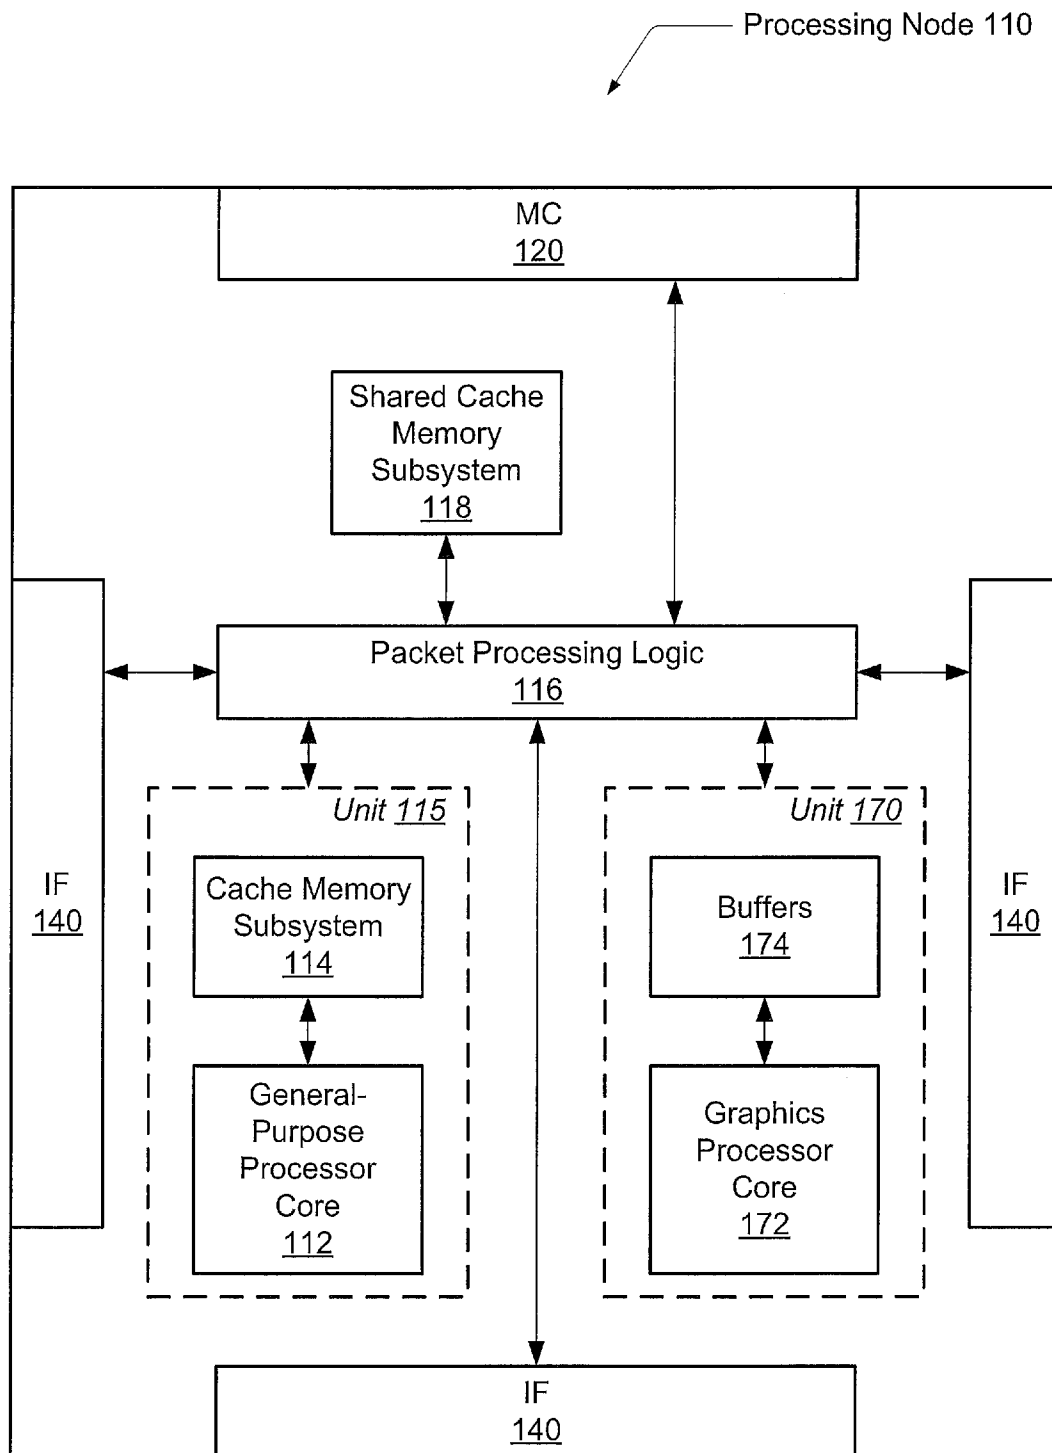 Processing Node 110
MC
120
Shared Cache
Memory
Subsystem
118
Packet Processing Logic
116
IF
140
Unit 115
Cache Memory
Subsystem
114
General-
Purpose
Processor
Core
112
Unit 170
Buffers
174
Graphics
Processor
Core
172
IF
140
IF
140